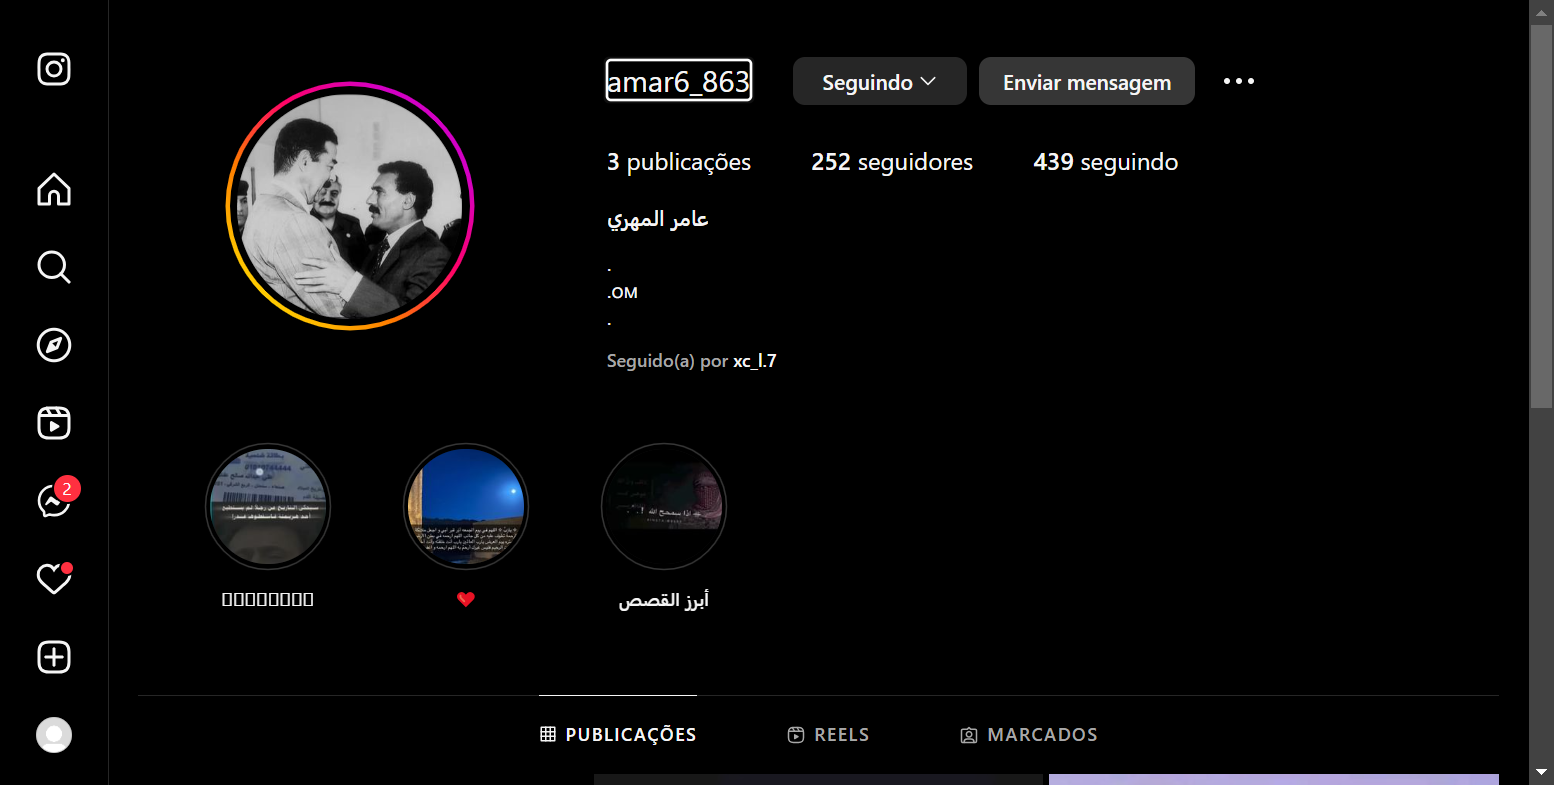 amar6_863
Seguindo
Enviar mensagem
3 publicações
252 seguidores
439 seguindo
عامر المهري
.
.ом
.
Seguido(a) por xc_l.7
2
❤
أبرز القصص
PUBLICAÇÕES
REELS
MARCADOS